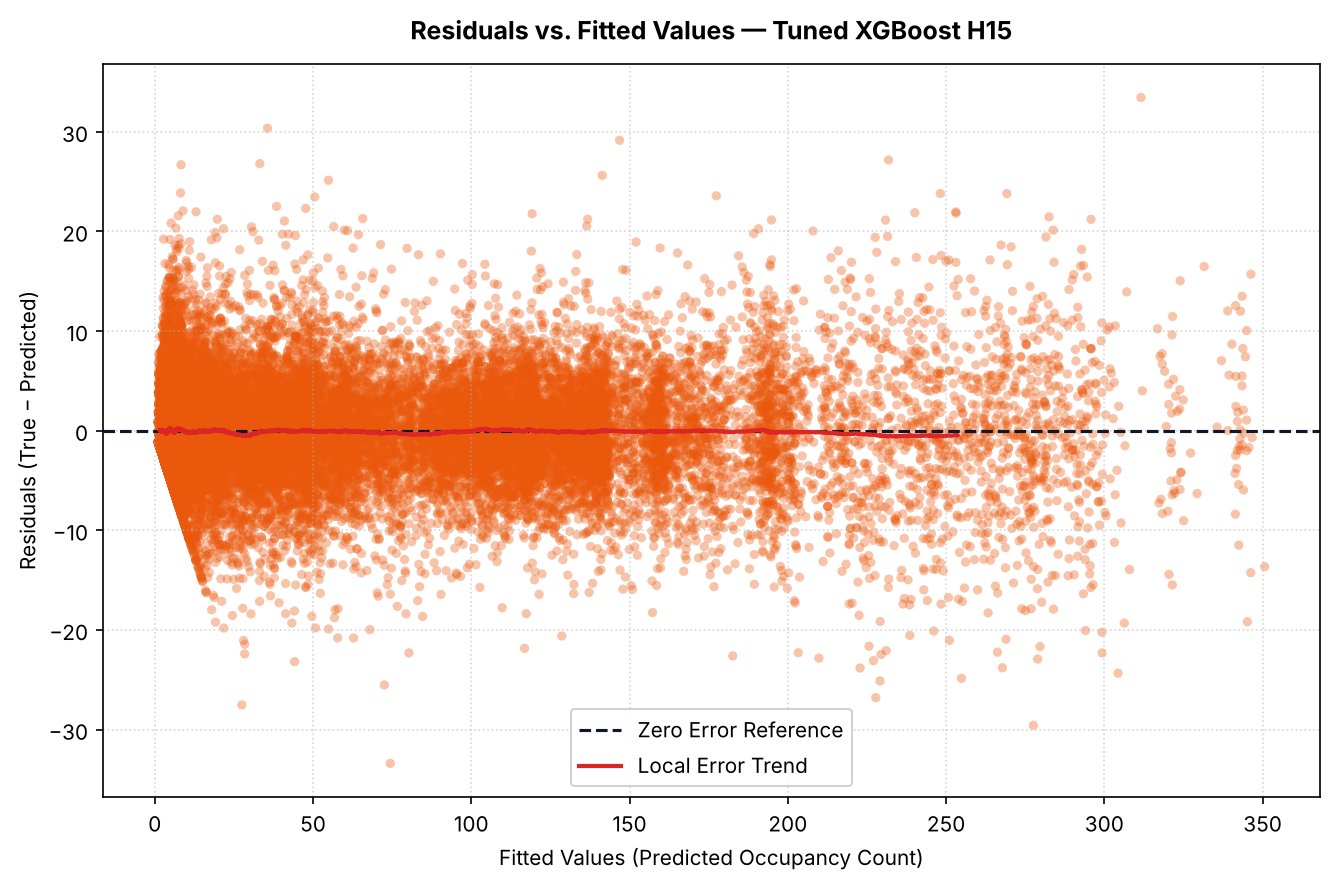 Residuals vs. Fitted Values — Tuned XGBoost H15
Residuals (True − Predicted)
30
20
10
0
−10
−20
−30
Zero Error Reference
Local Error Trend
0 50 100 150 200 250 300 350
Fitted Values (Predicted Occupancy Count)